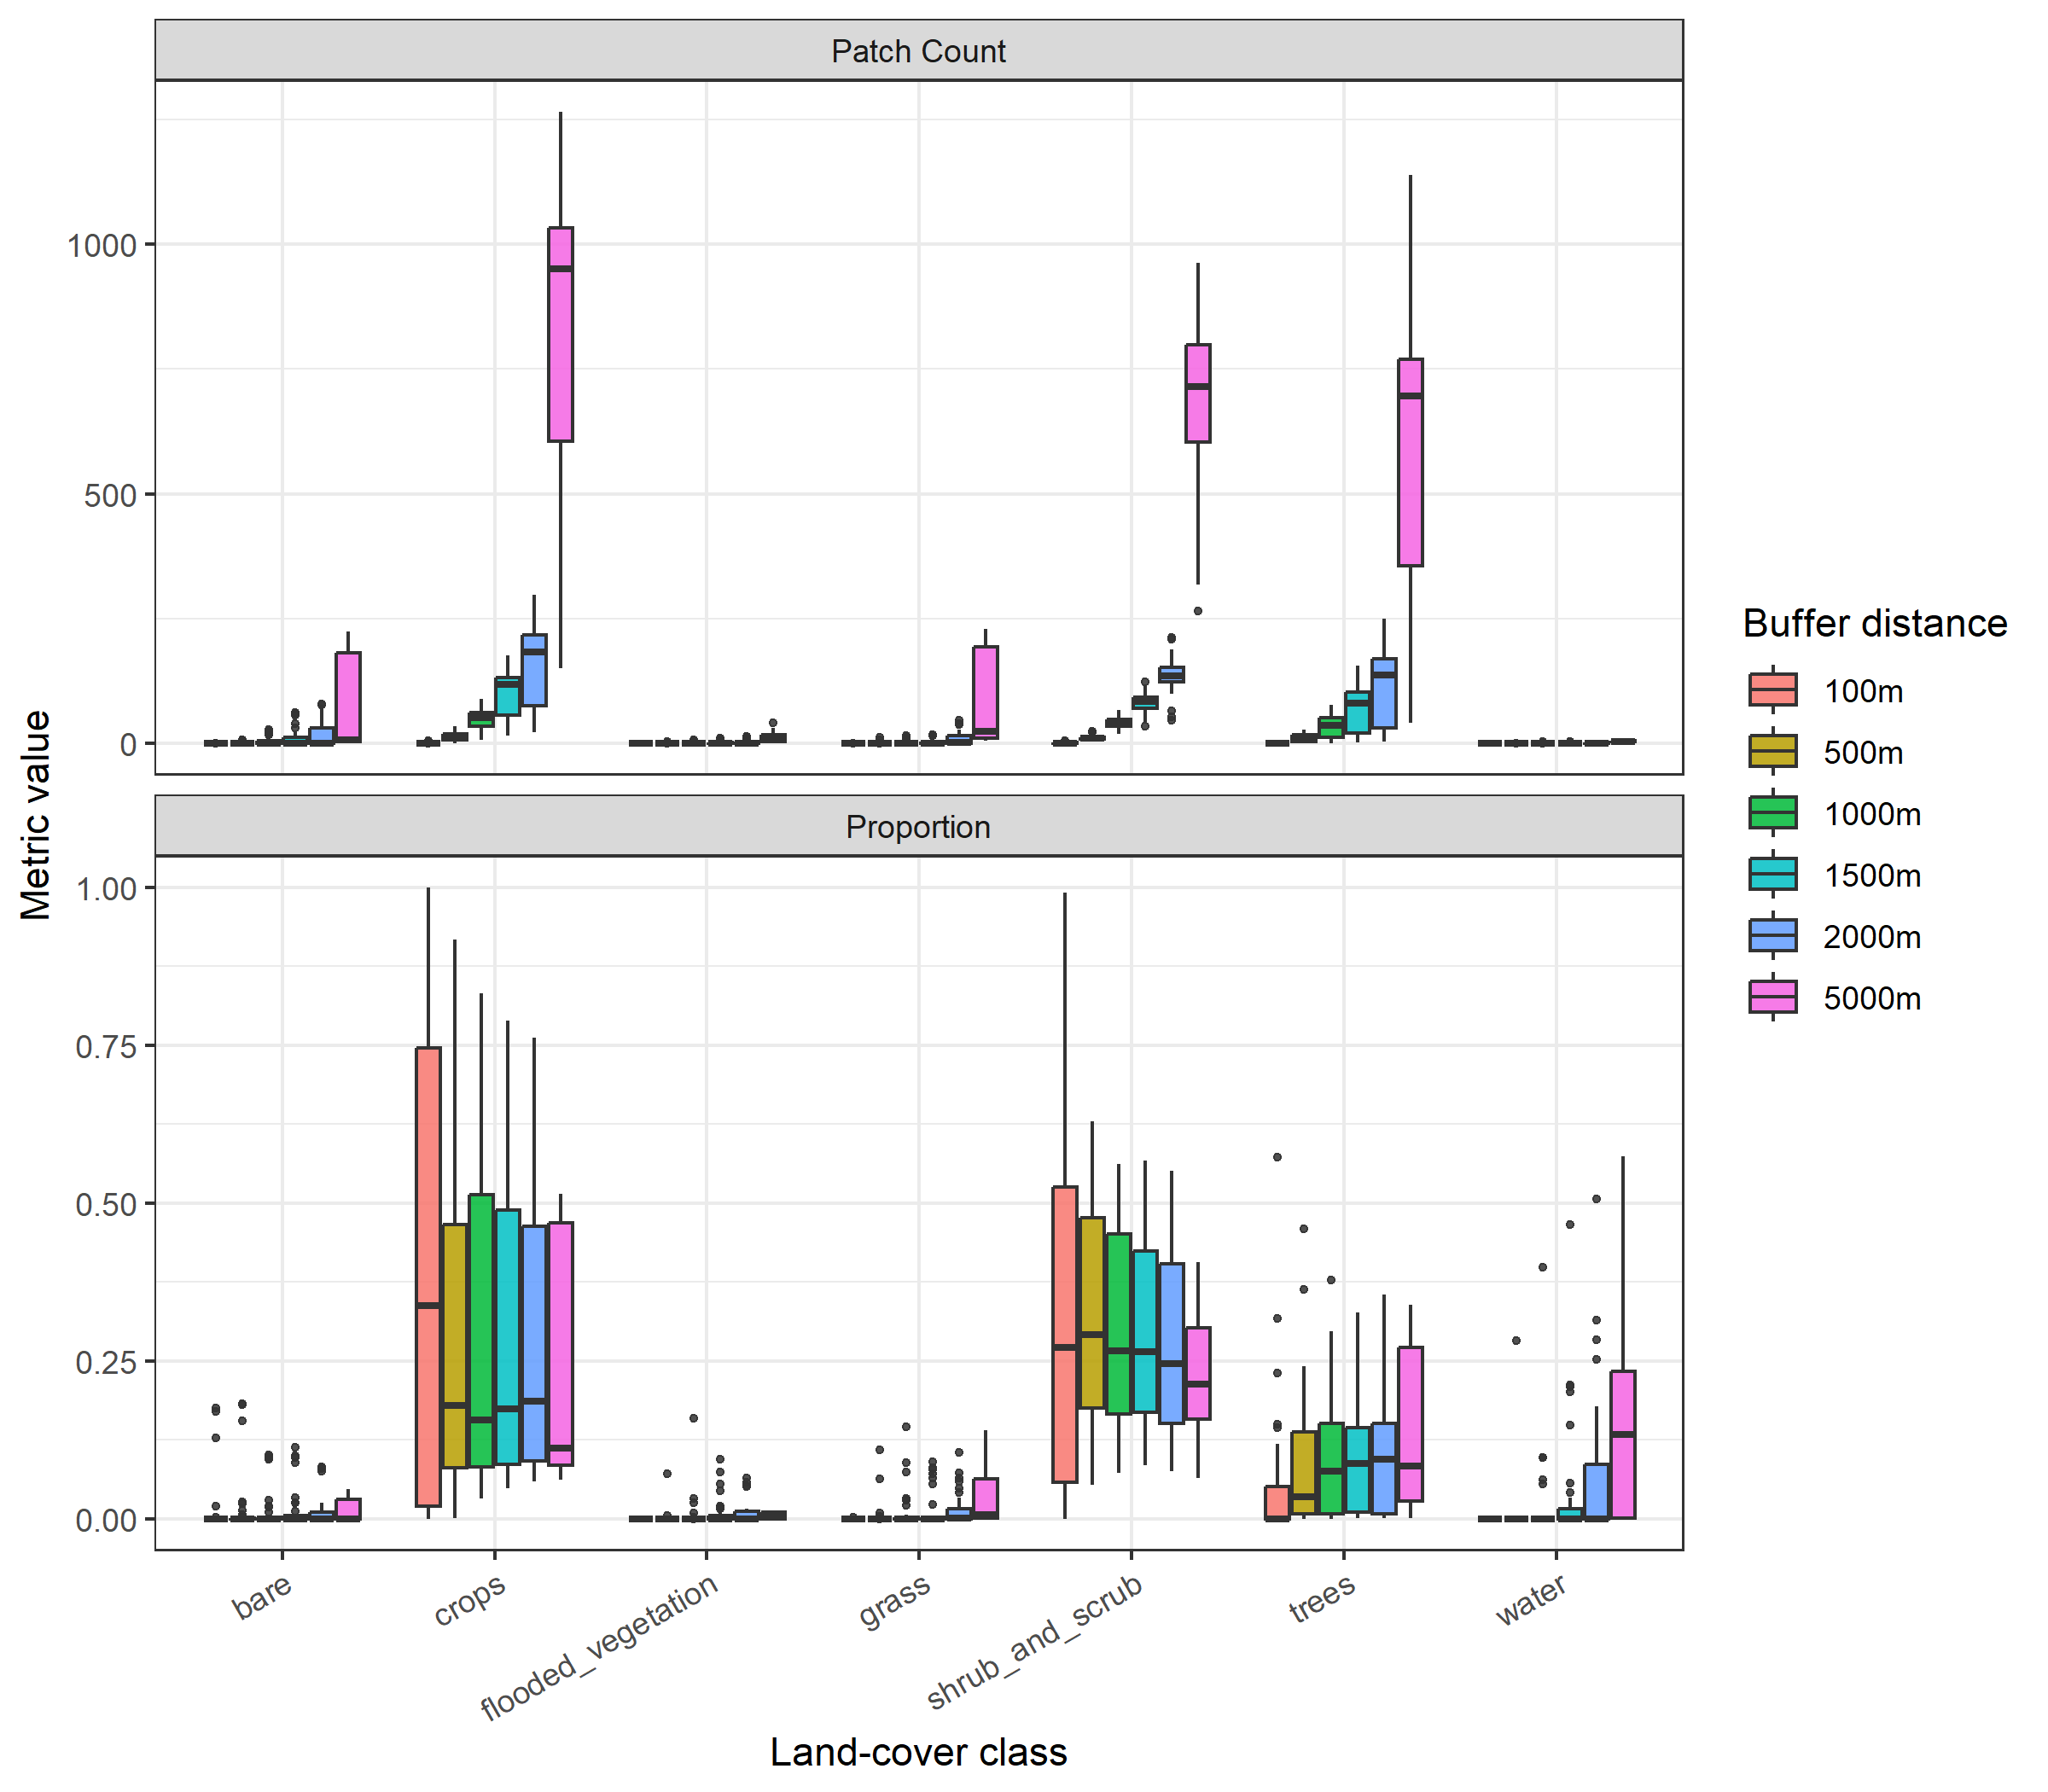 Patch Count
1000
500
0
Metric value
Proportion
1.00
0.75
0.50
0.25
0.00
bare
crops
flooded_vegetation
grass
shrub_and_scrub
trees
water
Land-cover class
Buffer distance
100m
500m
1000m
1500m
2000m
5000m